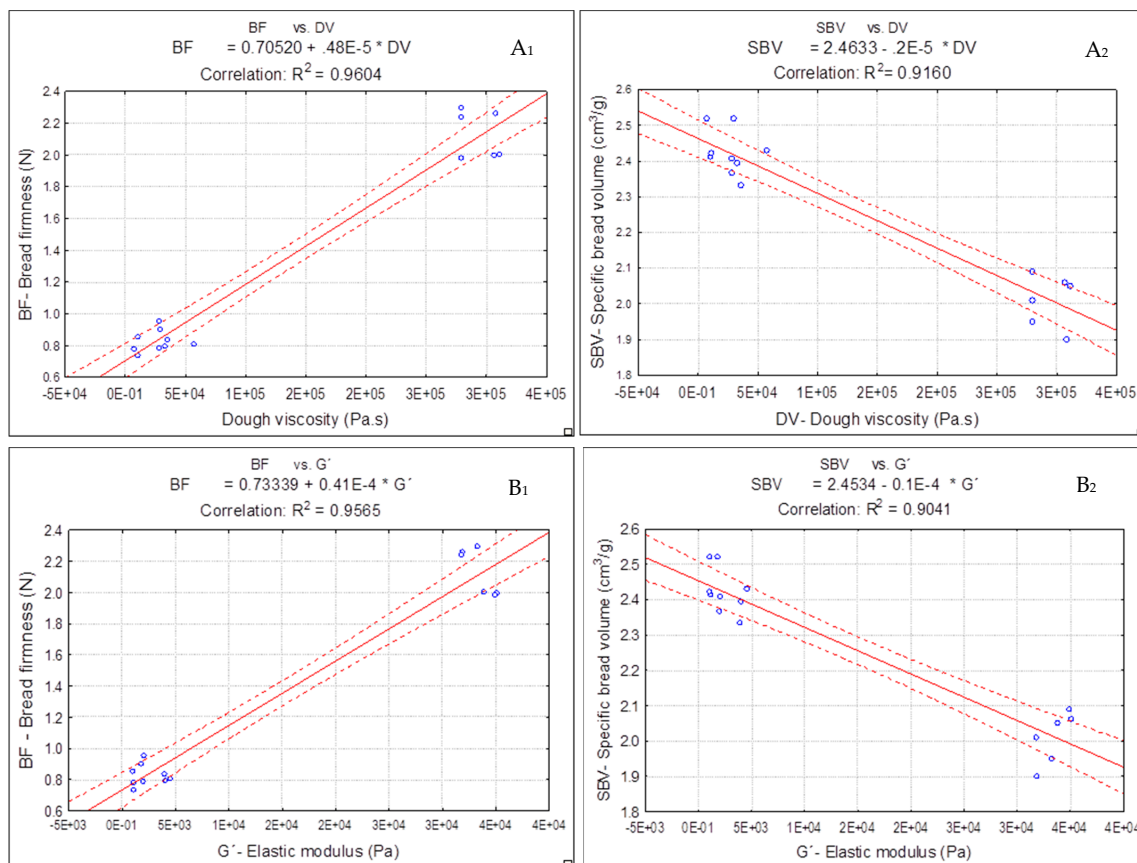 BF vs. DV
BF = 0.70520 + .48E-5 * DV
Correlation: R² = 0.9604
A₁
2.4
2.2
2.0
1.8
1.6
1.4
1.2
1.0
0.8
0.6
BF- Bread firmness (N)
-5E+04 0E-01 5E+04 1E+05 2E+05 2E+05 3E+05 3E+05 4E+05
Dough viscosity (Pa.s)
SBV vs. DV
SBV = 2.4633 - .2E-5 * DV
Correlation: R²= 0.9160
A₂
2.6
2.5
2.4
2.3
2.2
2.1
2.0
1.9
1.8
SBV- Specific bread volume (cm³/g)
-5E+04 0E-01 5E+04 1E+05 2E+05 2E+05 3E+05 3E+05 4E+05
DV- Dough viscosity (Pa.s)
BF vs. G´
BF = 0.73339 + 0.41E-4 * G´
Correlation: R² = 0.9565
B₁
2.4
2.2
2.0
1.8
1.6
1.4
1.2
1.0
0.8
0.6
BF - Bread firmness (N)
-5E+03 0E-01 5E+03 1E+04 2E+04 2E+04 3E+04 3E+04 4E+04 4E+04
G´- Elastic modulus (Pa)
SBV vs. G´
SBV = 2.4534 - 0.1E-4 * G´
Correlation: R² = 0.9041
B₂
2.6
2.5
2.4
2.3
2.2
2.1
2.0
1.9
1.8
SBV- Specific bread volume (cm³/g)
-5E+03 0E-01 5E+03 1E+04 2E+04 2E+04 3E+04 3E+04 4E+04
G´- Elastic modulus (Pa)